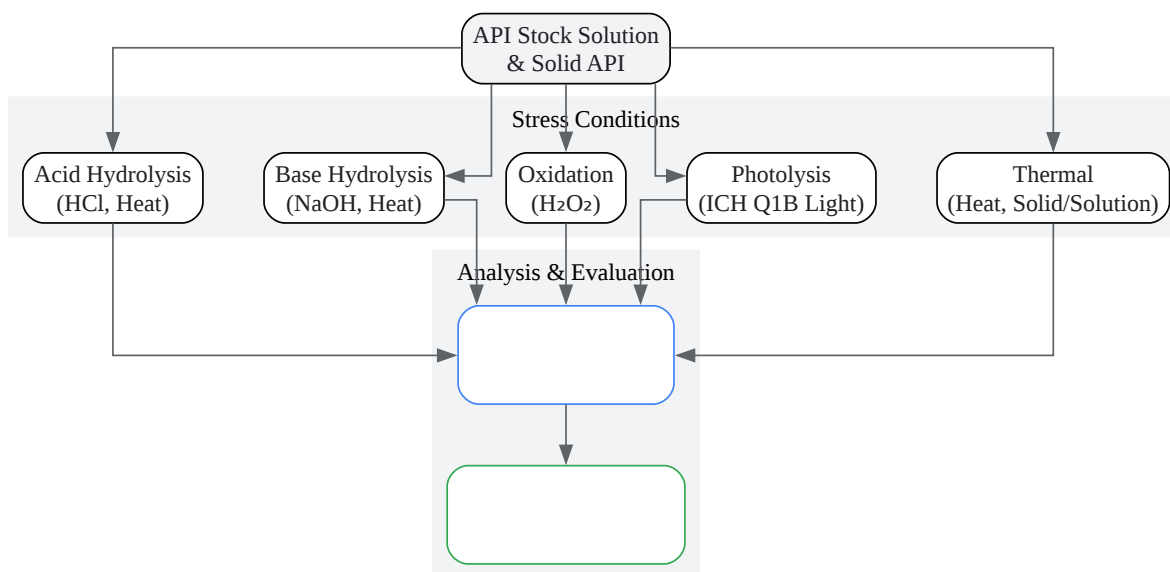 API Stock Solution
& Solid API
Stress Conditions
Acid Hydrolysis
(HCl, Heat)
Base Hydrolysis
(NaOH, Heat)
Oxidation
(H₂O₂)
Photolysis
(ICH Q1B Light)
Thermal
(Heat, Solid/Solution)
Analysis & Evaluation